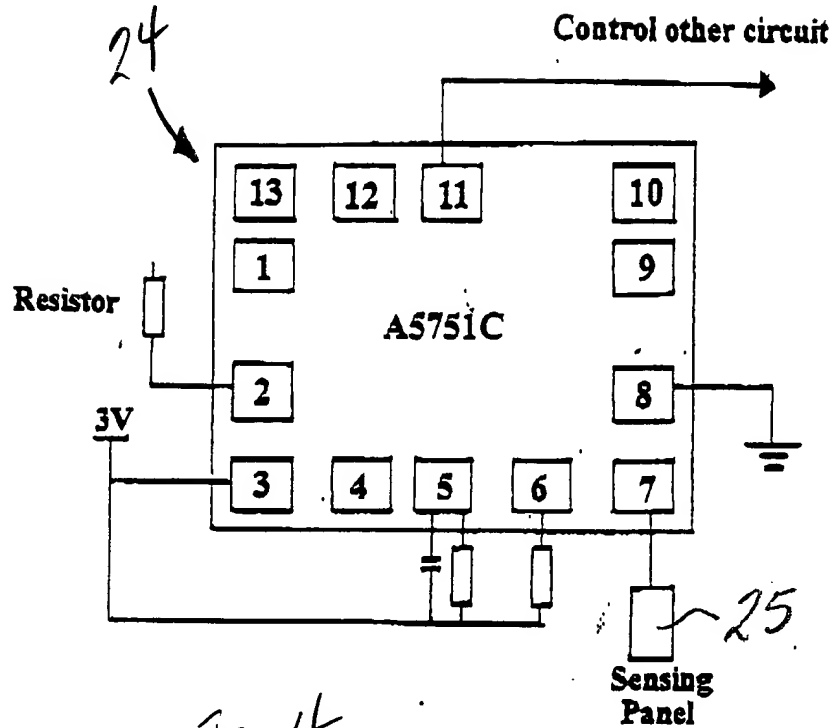 Control other circuit
24
13 12 11 10
1 9
A5751C
Resistor
2 8
3V
3 4 5 6 7
25
Sensing
Panel